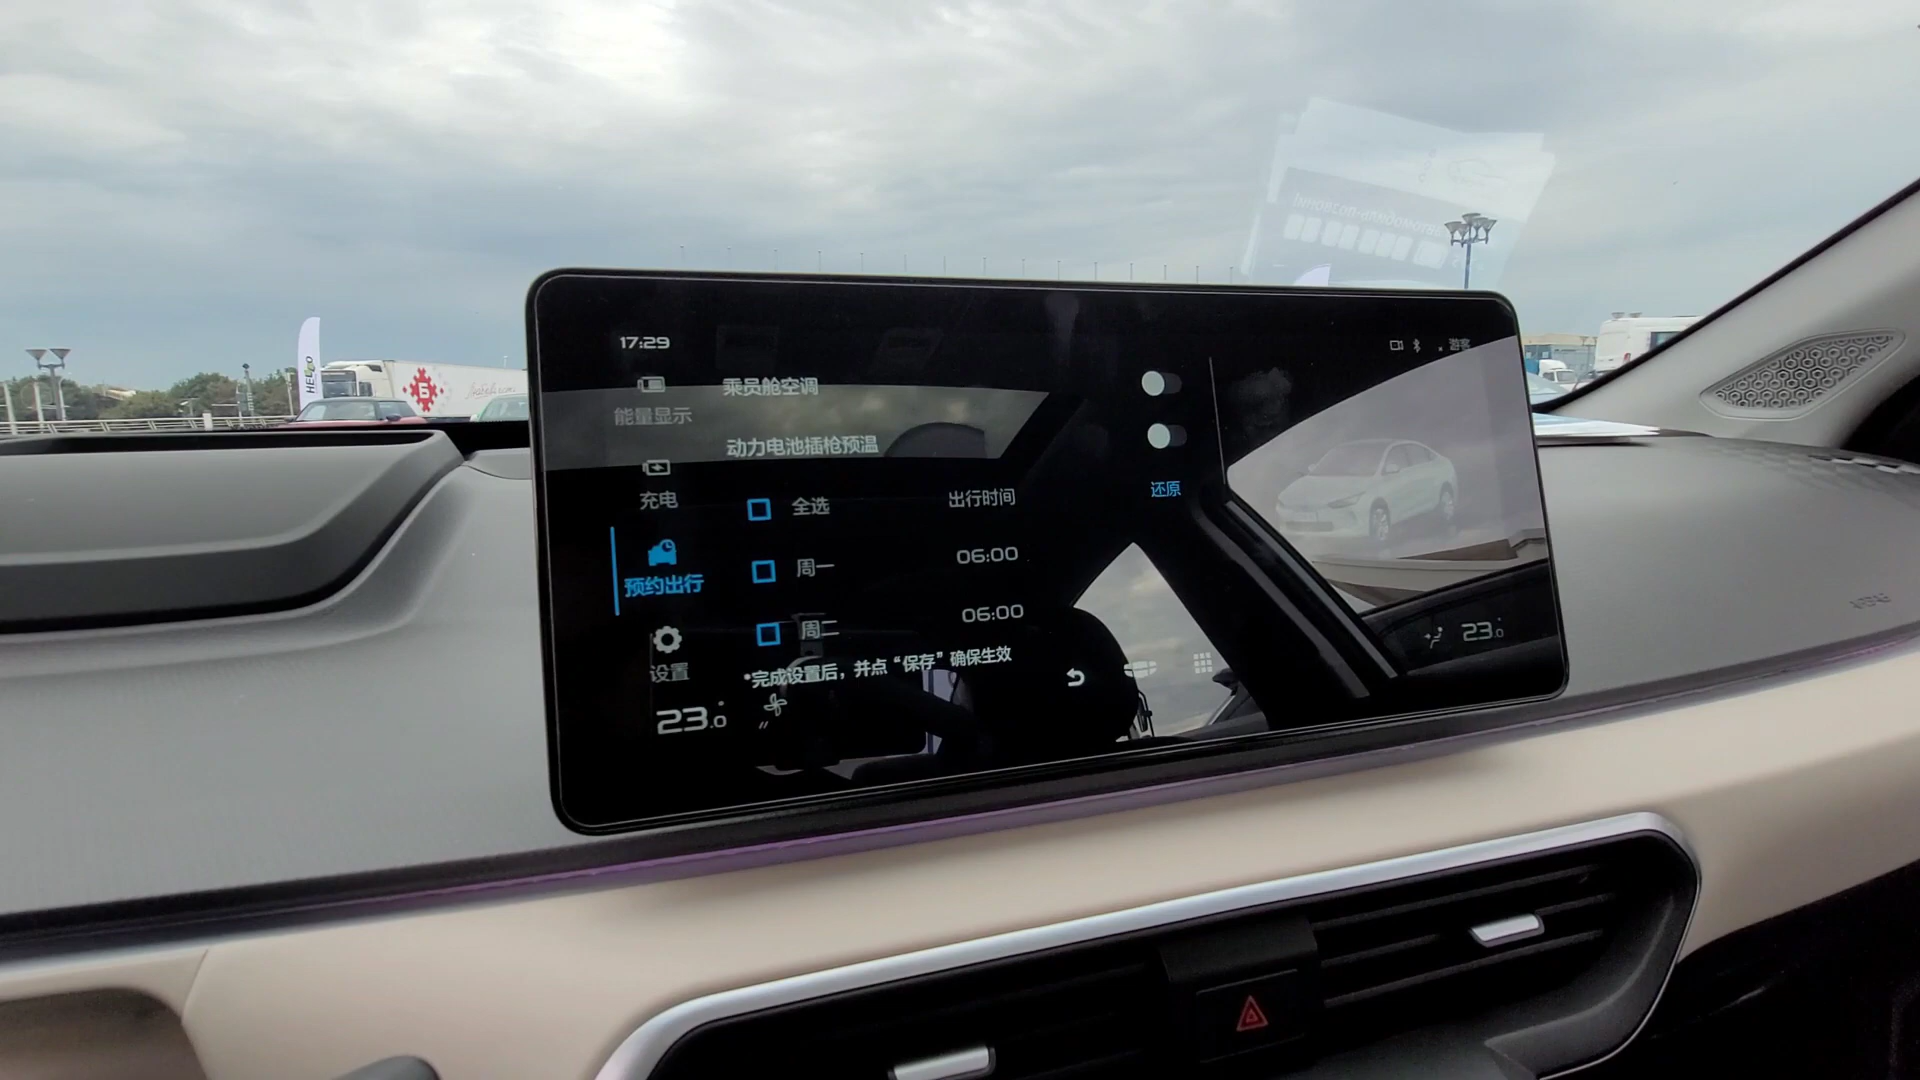 17:29
游客
能量显示
充电
预约出行
设置
乘员舱空调
动力电池插枪预温
全选 出行时间 还原
周一 06:00
周二 06:00
•完成设置后，并点“保存”确保生效
23.0
23.0
HELLO
Б